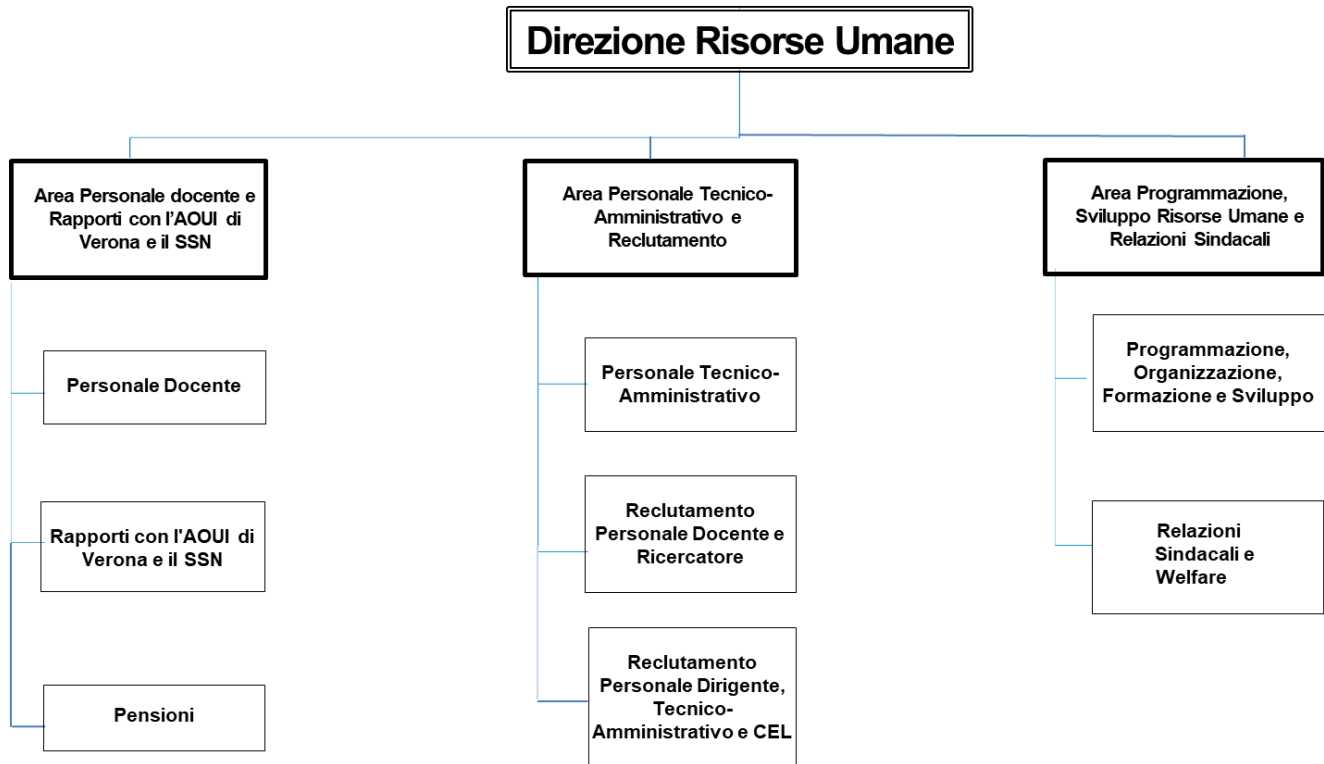 Direzione Risorse Umane
Area Personale docente e
Rapporti con l'AOUI di
Verona e il SSN
Personale Docente
Rapporti con l'AOUI di
Verona e il SSN
Pensioni
Area Personale Tecnico-
Amministrativo e
Reclutamento
Personale Tecnico-
Amministrativo
Reclutamento
Personale Docente e
Ricercatore
Reclutamento
Personale Dirigente,
Tecnico-
Amministrativo e CEL
Area Programmazione,
Sviluppo Risorse Umane e
Relazioni Sindacali
Programmazione,
Organizzazione,
Formazione e Sviluppo
Relazioni
Sindacali e
Welfare